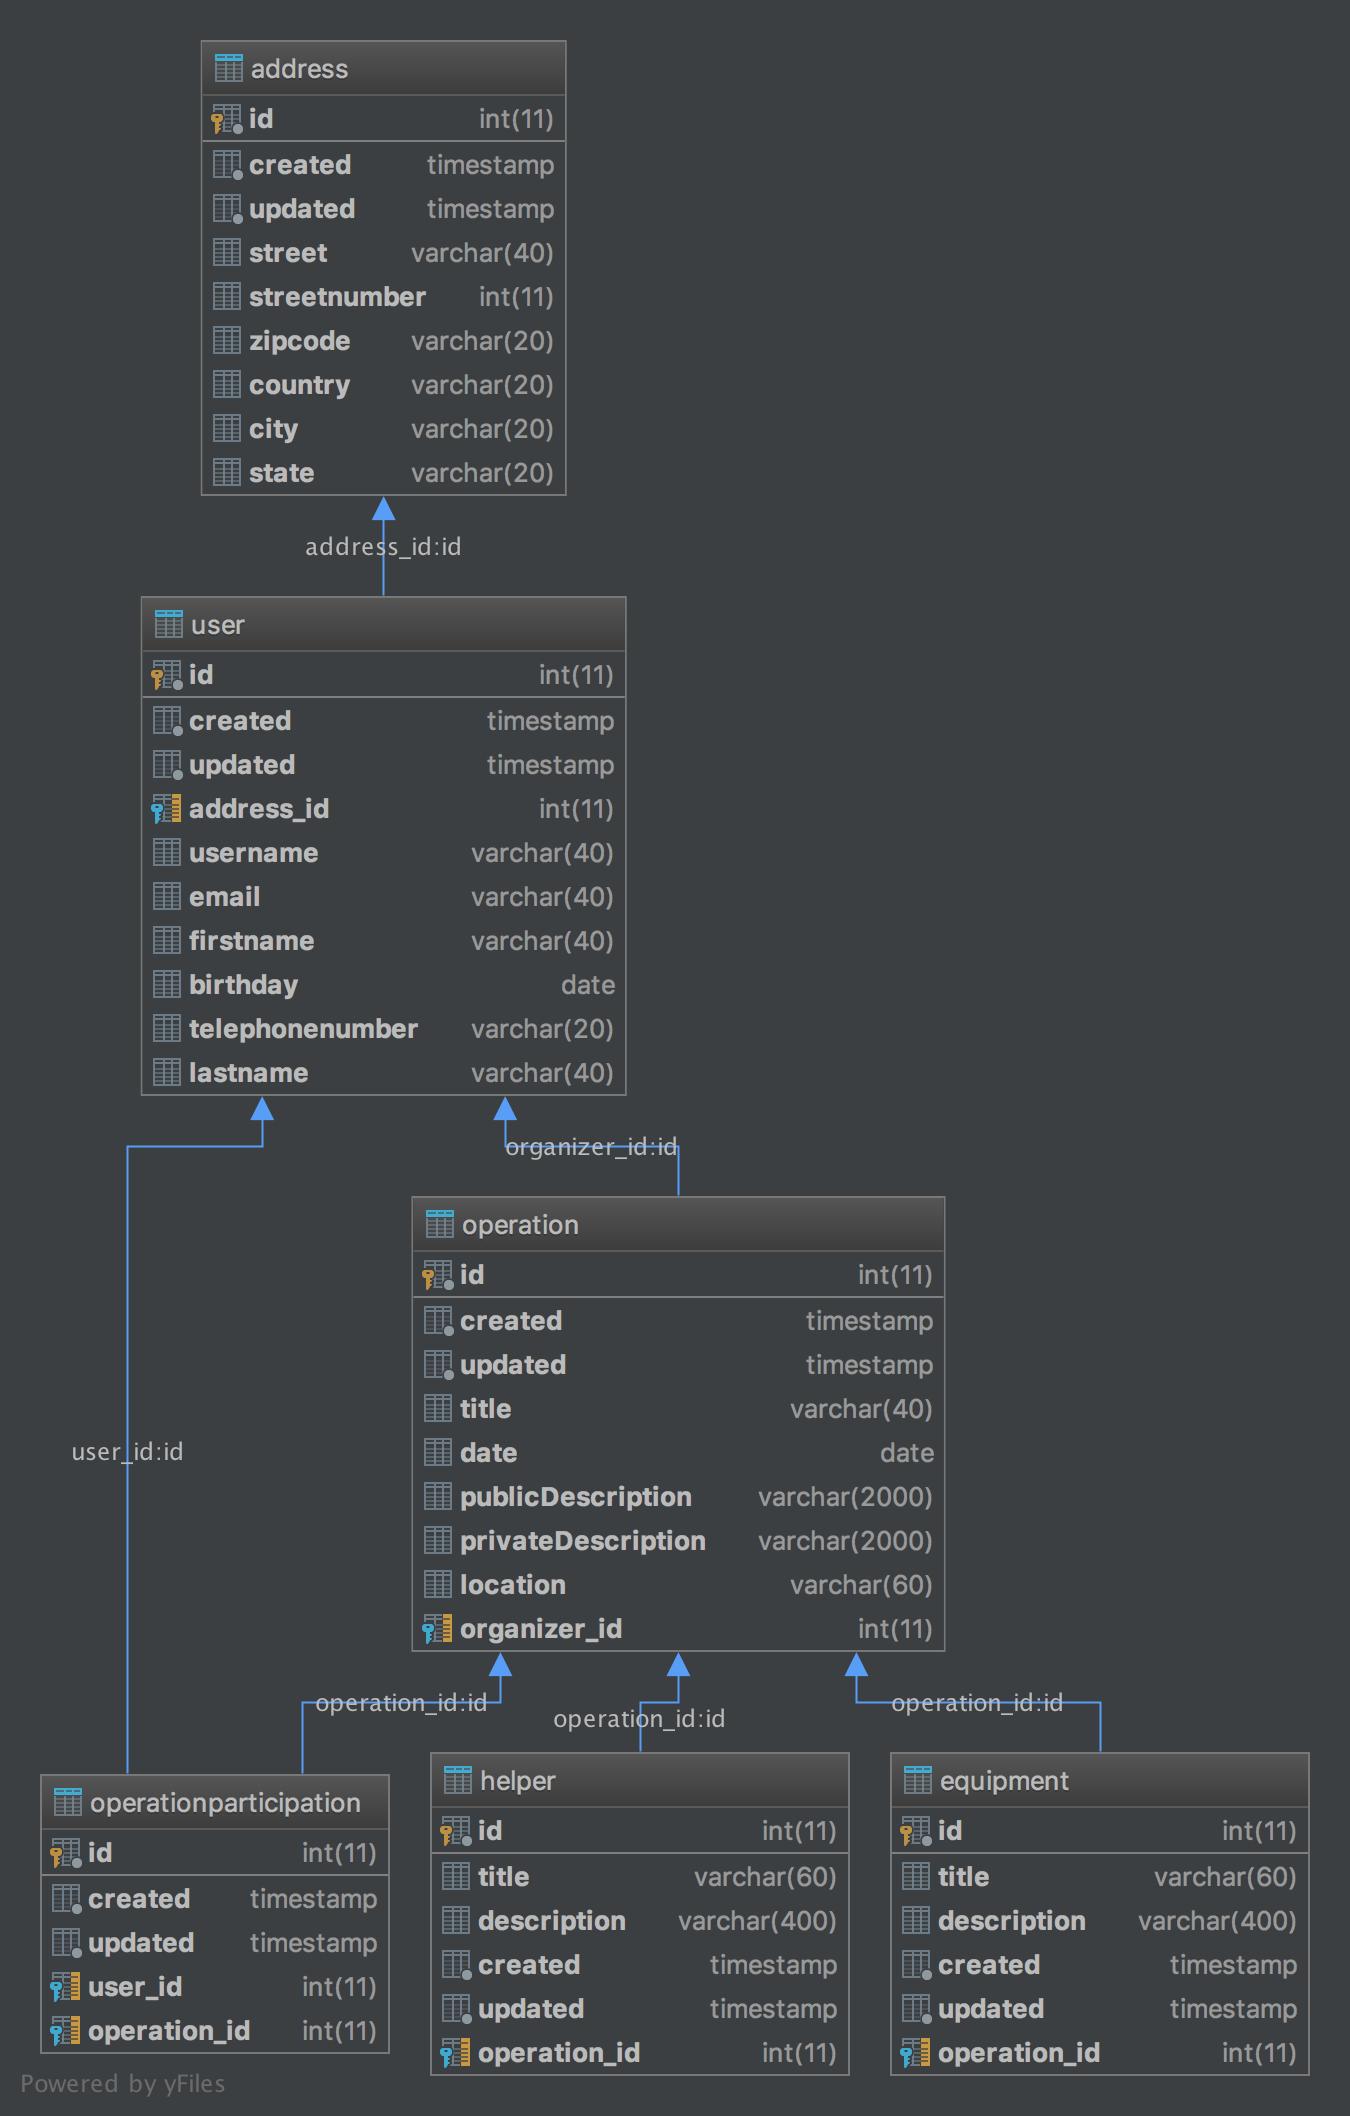 address
id int(11)
created timestamp
updated timestamp
street varchar(40)
streetnumber int(11)
zipcode varchar(20)
country varchar(20)
city varchar(20)
state varchar(20)
address_id:id
user
id int(11)
created timestamp
updated timestamp
address_id int(11)
username varchar(40)
email varchar(40)
firstname varchar(40)
birthday date
telephonenumber varchar(20)
lastname varchar(40)
organizer_id:id
operation
id int(11)
created timestamp
updated timestamp
title varchar(40)
date date
publicDescription varchar(2000)
privateDescription varchar(2000)
location varchar(60)
organizer_id int(11)
user_id:id
operation_id:id
operation_id:id
operation_id:id
operationparticipation
id int(11)
created timestamp
updated timestamp
user_id int(11)
operation_id int(11)
helper
id int(11)
title varchar(60)
description varchar(400)
created timestamp
updated timestamp
operation_id int(11)
equipment
id int(11)
title varchar(60)
description varchar(400)
created timestamp
updated timestamp
operation_id int(11)
Powered by yFiles